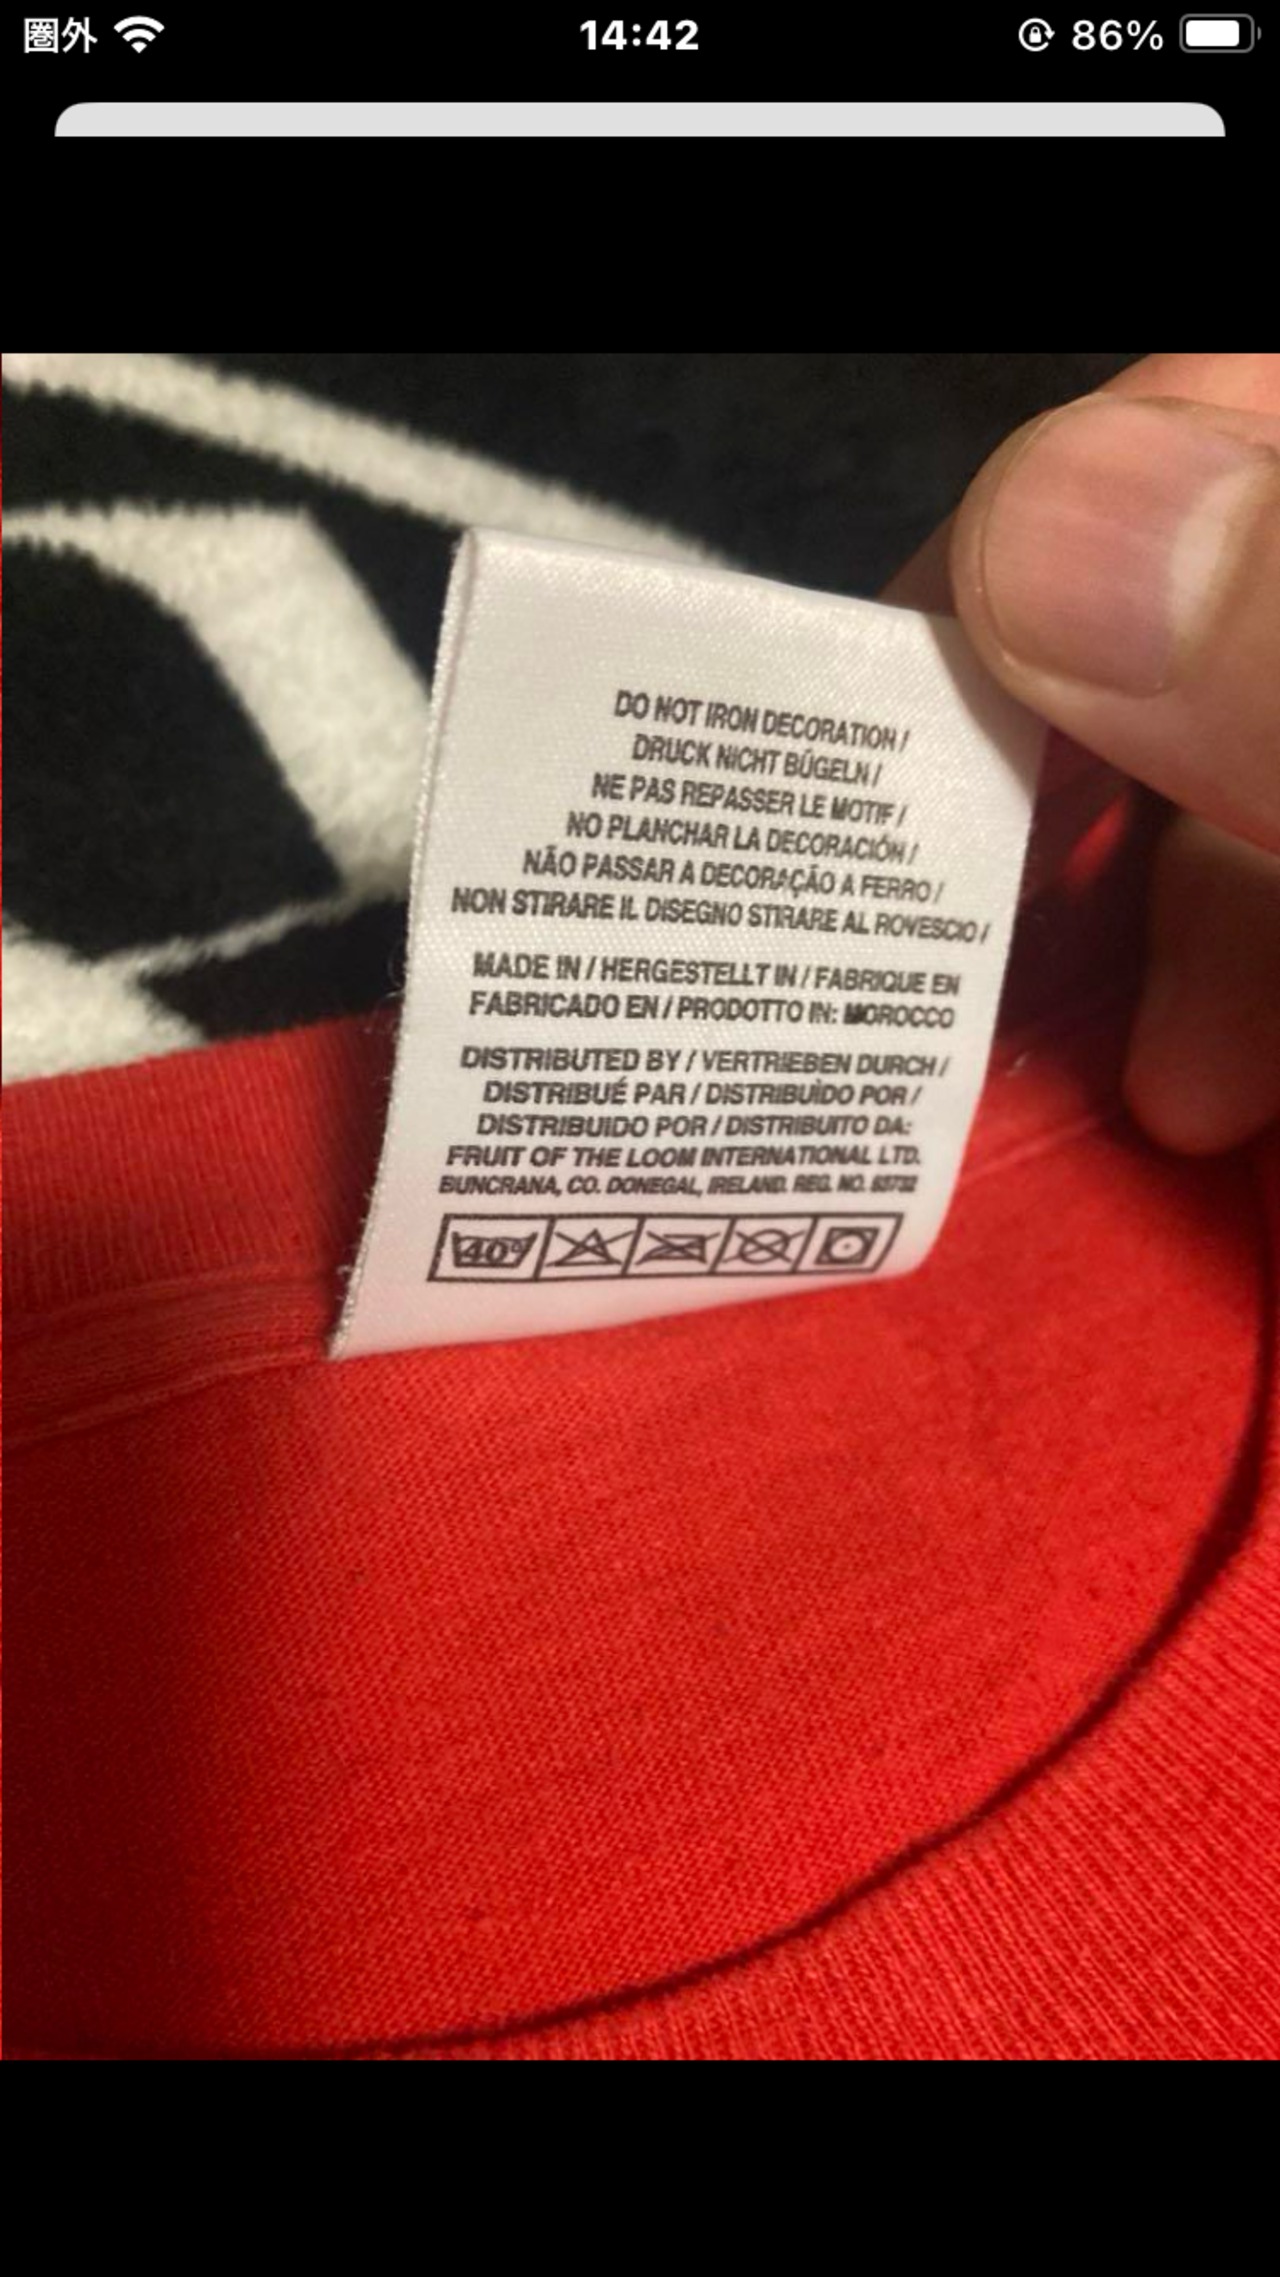 圏外 14:42 86%
DO NOT IRON DECORATION /
DRUCK NICHT BÜGELN /
NE PAS REPASSER LE MOTIF /
NO PLANCHAR LA DECORACIÓN /
NÃO PASSAR A DECORAÇÃO A FERRO /
NON STIRARE IL DISEGNO STIRARE AL ROVESCIO /
MADE IN / HERGESTELLT IN / FABRIQUE EN
FABRICADO EN / PRODOTTO IN: MOROCCO
DISTRIBUTED BY / VERTRIEBEN DURCH /
DISTRIBUÉ PAR / DISTRIBUÌDO POR /
DISTRIBUIDO POR / DISTRIBUITO DA:
FRUIT OF THE LOOM INTERNATIONAL LTD.
BUNCRANA, CO. DONEGAL, IRELAND. REG. NO. 63732
40°